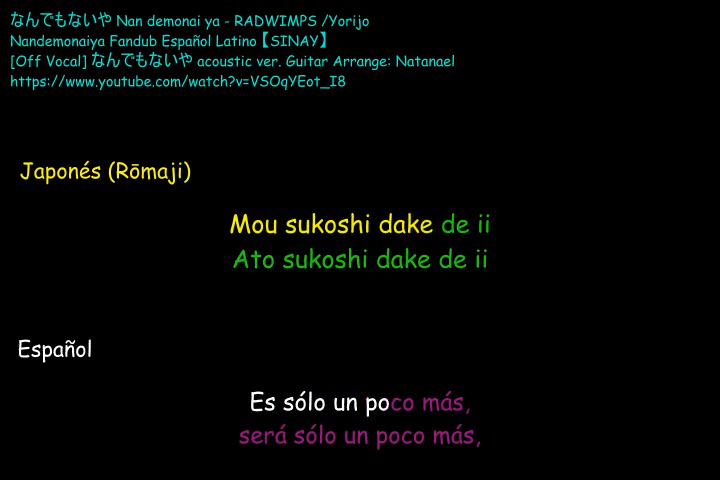 なんでもないや Nan demonai ya - RADWIMPS /Yorijo
Nandemonaiya Fandub Español Latino【SINAY】
[Off Vocal] なんでもないや acoustic ver. Guitar Arrange: Natanael
https://www.youtube.com/watch?v=VSOqYEot_I8
Japonés (Rōmaji)
Mou sukoshi dake de ii
Ato sukoshi dake de ii
Español
Es sólo un poco más,
será sólo un poco más,